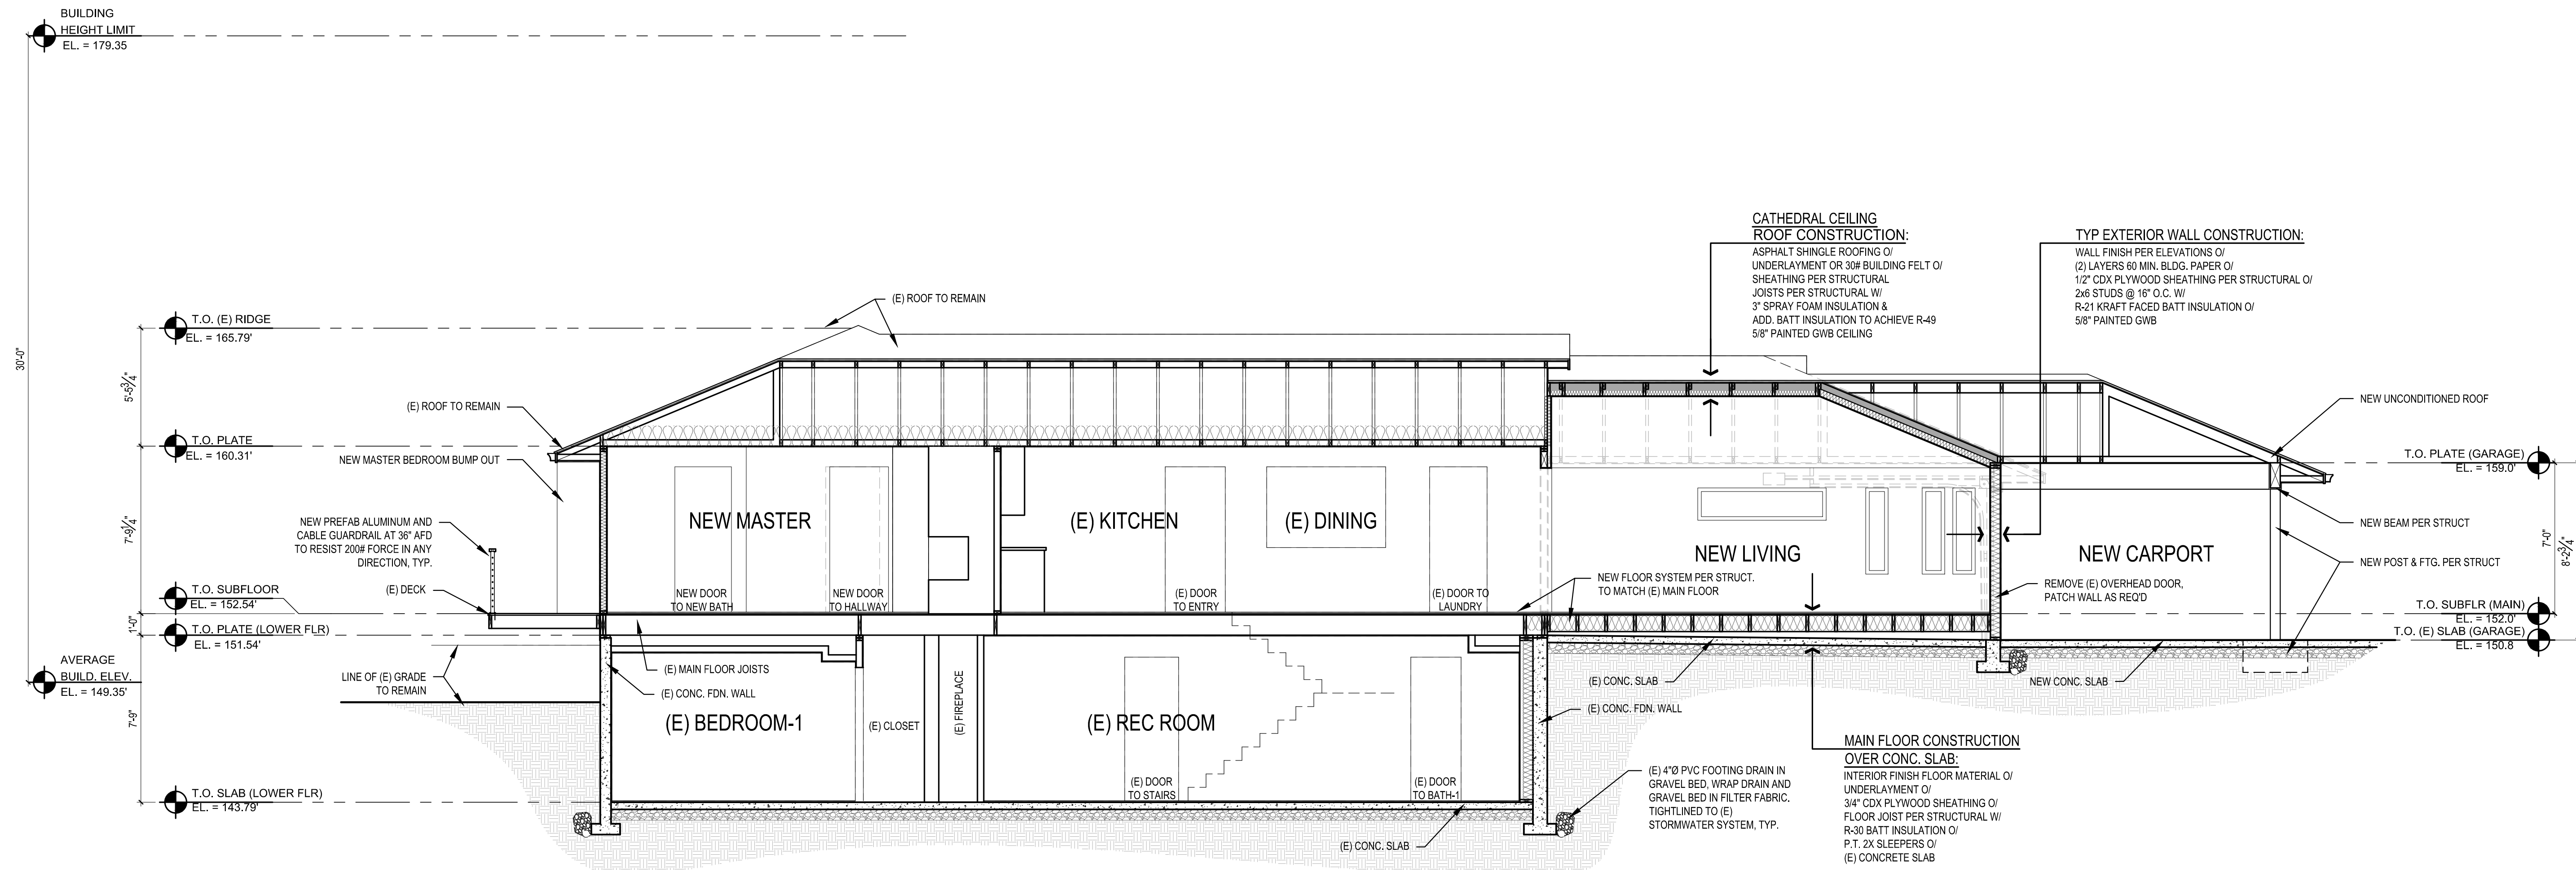 BUILDING
HEIGHT LIMIT
EL. = 179.35
30'-0"
T.O. (E) RIDGE
EL. = 165.79'
5'-5 3/4"
T.O. PLATE
EL. = 160.31'
7'-9 1/4"
T.O. SUBFLOOR
EL. = 152.54'
1'-0"
T.O. PLATE (LOWER FLR)
EL. = 151.54'
AVERAGE
BUILD. ELEV.
EL. = 149.35'
7'-9"
T.O. SLAB (LOWER FLR)
EL. = 143.79'
(E) ROOF TO REMAIN
(E) ROOF TO REMAIN
NEW MASTER BEDROOM BUMP OUT
NEW PREFAB ALUMINUM AND
CABLE GUARDRAIL AT 36" AFD
TO RESIST 200# FORCE IN ANY
DIRECTION, TYP.
(E) DECK
LINE OF (E) GRADE
TO REMAIN
NEW MASTER
NEW DOOR
TO NEW BATH
NEW DOOR
TO HALLWAY
(E) KITCHEN
(E) DINING
(E) DOOR
TO ENTRY
(E) DOOR TO
LAUNDRY
NEW LIVING
NEW FLOOR SYSTEM PER STRUCT.
TO MATCH (E) MAIN FLOOR
NEW CARPORT
(E) MAIN FLOOR JOISTS
(E) CONC. FDN. WALL
(E) BEDROOM-1
(E) CLOSET
(E) FIREPLACE
(E) REC ROOM
(E) DOOR
TO STAIRS
(E) DOOR
TO BATH-1
(E) CONC. SLAB
(E) CONC. SLAB
(E) CONC. FDN. WALL
(E) 4"Ø PVC FOOTING DRAIN IN
GRAVEL BED, WRAP DRAIN AND
GRAVEL BED IN FILTER FABRIC.
TIGHTLINED TO (E)
STORMWATER SYSTEM, TYP.
CATHEDRAL CEILING
ROOF CONSTRUCTION:
ASPHALT SHINGLE ROOFING O/
UNDERLAYMENT OR 30# BUILDING FELT O/
SHEATHING PER STRUCTURAL
JOISTS PER STRUCTURAL W/
3" SPRAY FOAM INSULATION &
ADD. BATT INSULATION TO ACHIEVE R-49
5/8" PAINTED GWB CEILING
TYP EXTERIOR WALL CONSTRUCTION:
WALL FINISH PER ELEVATIONS O/
(2) LAYERS 60 MIN. BLDG. PAPER O/
1/2" CDX PLYWOOD SHEATHING PER STRUCTURAL O/
2x6 STUDS @ 16" O.C. W/
R-21 KRAFT FACED BATT INSULATION O/
5/8" PAINTED GWB
NEW UNCONDITIONED ROOF
T.O. PLATE (GARAGE)
EL. = 159.0'
NEW BEAM PER STRUCT
NEW POST & FTG. PER STRUCT
REMOVE (E) OVERHEAD DOOR,
PATCH WALL AS REQ'D
7'-0"
8'-2 3/4"
T.O. SUBFLR (MAIN)
EL. = 152.0'
T.O. (E) SLAB (GARAGE)
EL. = 150.8
NEW CONC. SLAB
MAIN FLOOR CONSTRUCTION
OVER CONC. SLAB:
INTERIOR FINISH FLOOR MATERIAL O/
UNDERLAYMENT O/
3/4" CDX PLYWOOD SHEATHING O/
FLOOR JOIST PER STRUCTURAL W/
R-30 BATT INSULATION O/
P.T. 2X SLEEPERS O/
(E) CONCRETE SLAB